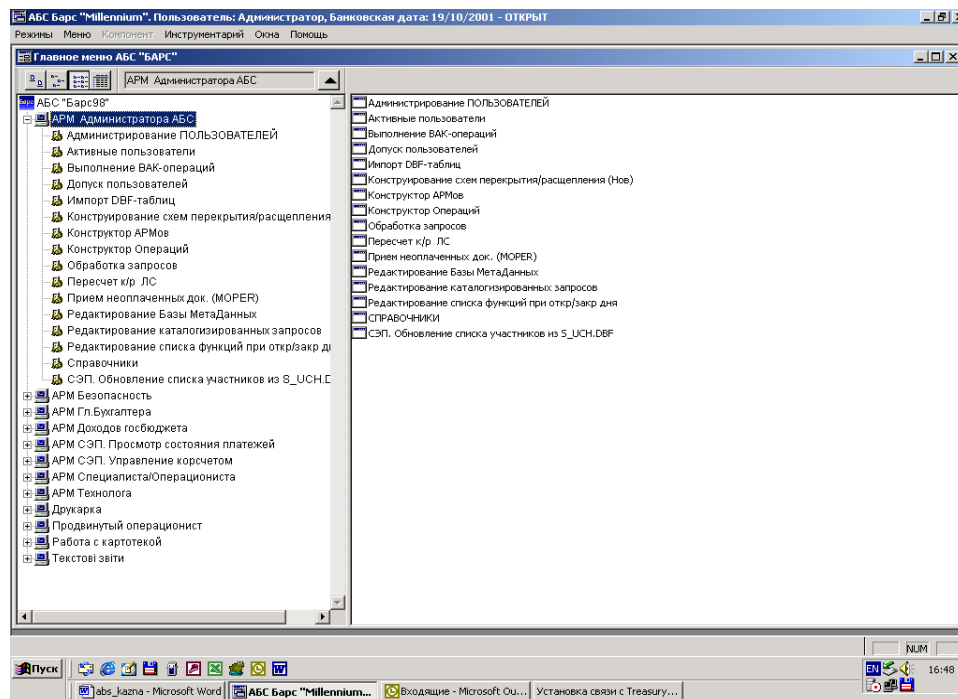 АБС Барс "Millennium". Пользователь: Администратор, Банковская дата: 19/10/2001 - ОТКРЫТ
Режимы Меню Компонент Инструментарий Окна Помощь
Главное меню АБС "БАРС"
АРМ Администратора АБС
АБС "Барс98"
АРМ Администратора АБС
Администрирование ПОЛЬЗОВАТЕЛЕЙ
Активные пользователи
Выполнение ВАК-операций
Допуск пользователей
Импорт DBF-таблиц
Конструирование схем перекрытия/расщепления
Конструктор АРМов
Конструктор Операций
Обработка запросов
Пересчет к/р ЛС
Прием неоплаченных док. (MOPER)
Редактирование Базы МетаДанных
Редактирование каталогизированных запросов
Редактирование списка функций при откр/закр д
Справочники
СЭП. Обновление списка участников из S_UCH.D
АРМ Безопасность
АРМ Гл.Бухгалтера
АРМ Доходов госбюджета
АРМ СЭП. Просмотр состояния платежей
АРМ СЭП. Управление корсчетом
АРМ Специалиста/Операциониста
АРМ Технолога
Друкарка
Продвинутый операционист
Работа с картотекой
Текстові звіти
Администрирование ПОЛЬЗОВАТЕЛЕЙ
Активные пользователи
Выполнение ВАК-операций
Допуск пользователей
Импорт DBF-таблиц
Конструирование схем перекрытия/расщепления (Нов)
Конструктор АРМов
Конструктор Операций
Обработка запросов
Пересчет к/р ЛС
Прием неоплаченных док. (MOPER)
Редактирование Базы МетаДанных
Редактирование каталогизированных запросов
Редактирование списка функций при откр/закр дня
СПРАВОЧНИКИ
СЭП. Обновление списка участников из S_UCH.DBF
NUM
Пуск
EN 16:48
abs_kazna - Microsoft Word
АБС Барс "Millennium...
Входящие - Microsoft Ou...
Установка связи с Treasury...